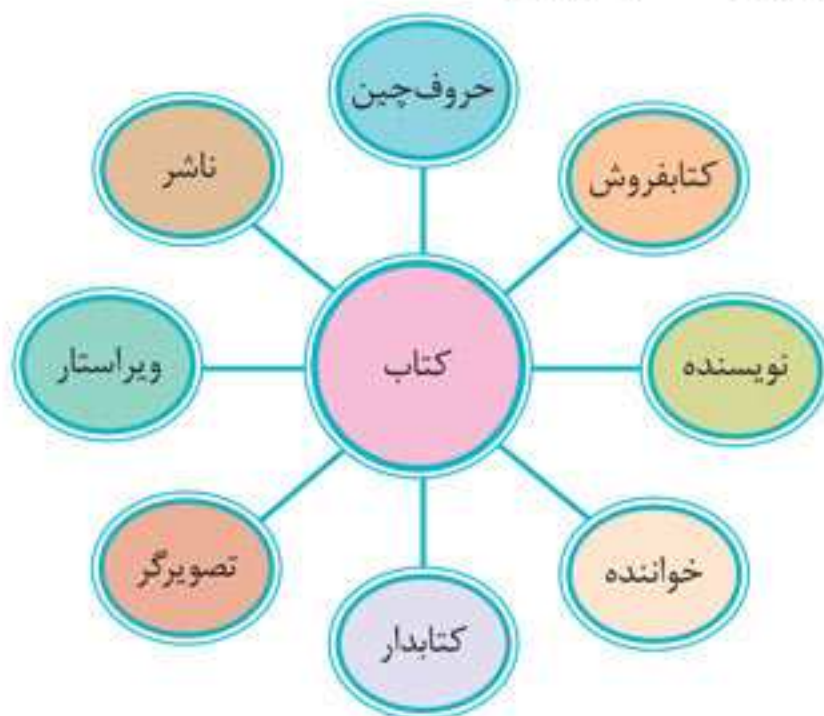 حروف‌چین
ناشر
کتابفروش
ویراستار
کتاب
نویسنده
تصویرگر
کتابدار
خواننده